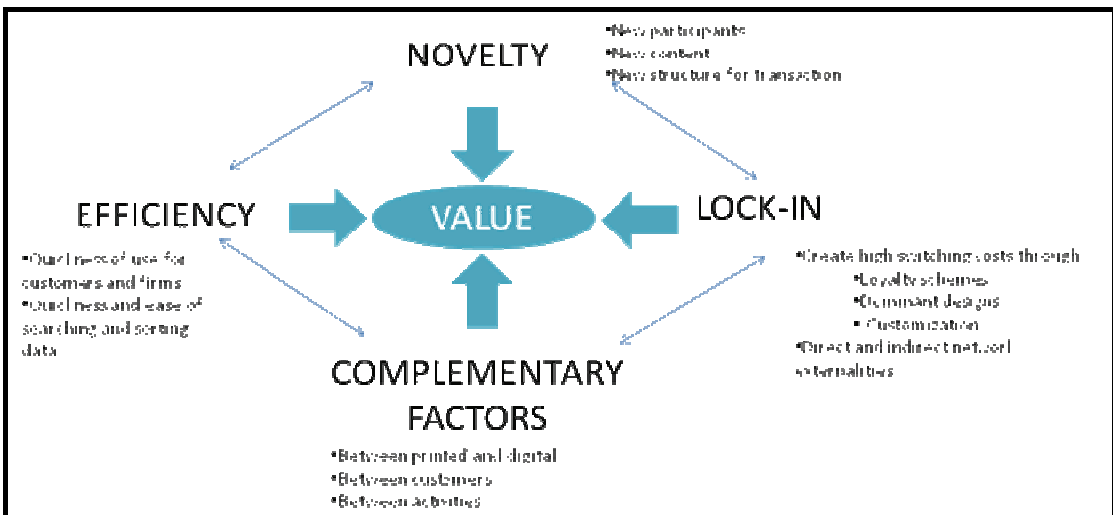 NOVELTY
•New participants
•New content
•New structure for transaction
EFFICIENCY
•Quickness of use for
customers and firms
•Quickness and ease of
searching and sorting
data
VALUE
LOCK-IN
•Create high switching costs through
•Loyalty schemes
•Dominant designs
• Customization
•Direct and indirect network
externalities
COMPLEMENTARY
FACTORS
•Between printed and digital
•Between customers
•Between activities